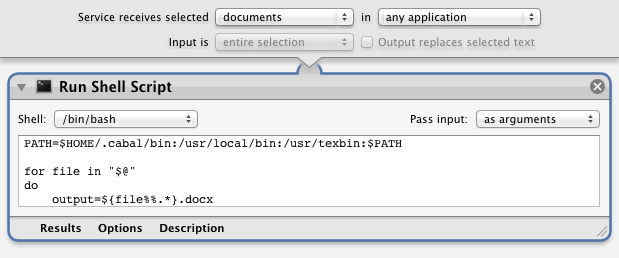 Service receives selected documents in any application
Input is entire selection Output replaces selected text
Run Shell Script
Shell: /bin/bash Pass input: as arguments
PATH=$HOME/.cabal/bin:/usr/local/bin:/usr/texbin:$PATH
for file in "$@"
do
    output=${file%%.*}.docx
Results Options Description